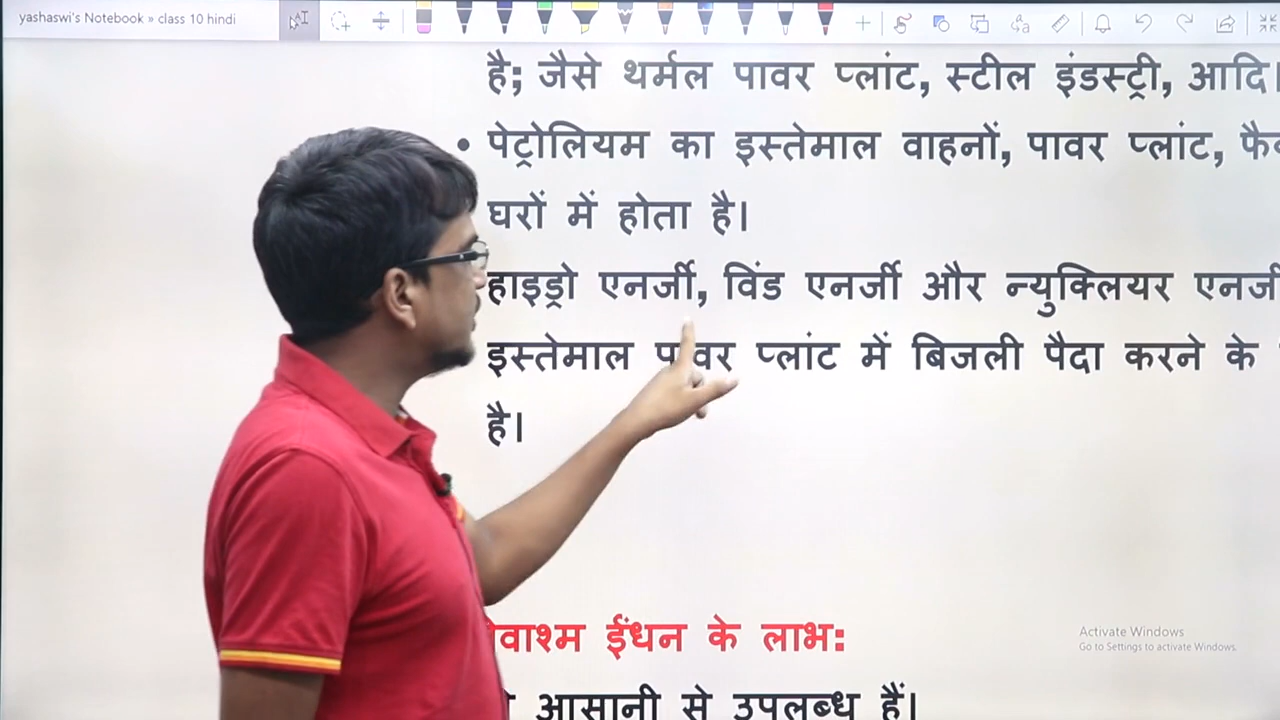 yashaswi's Notebook » class 10 hindi
है; जैसे थर्मल पावर प्लांट, स्टील इंडस्ट्री, आदि।
• पेट्रोलियम का इस्तेमाल वाहनों, पावर प्लांट,
घरों में होता है।
हाइड्रो एनर्जी, विंड एनर्जी और न्युक्लियर
इस्तेमाल पावर प्लांट में बिजली पैदा करने के
है।
ईंधन के लाभ:
आसानी से उपलब्ध हैं।
Activate Windows
Go to Settings to activate Windows.